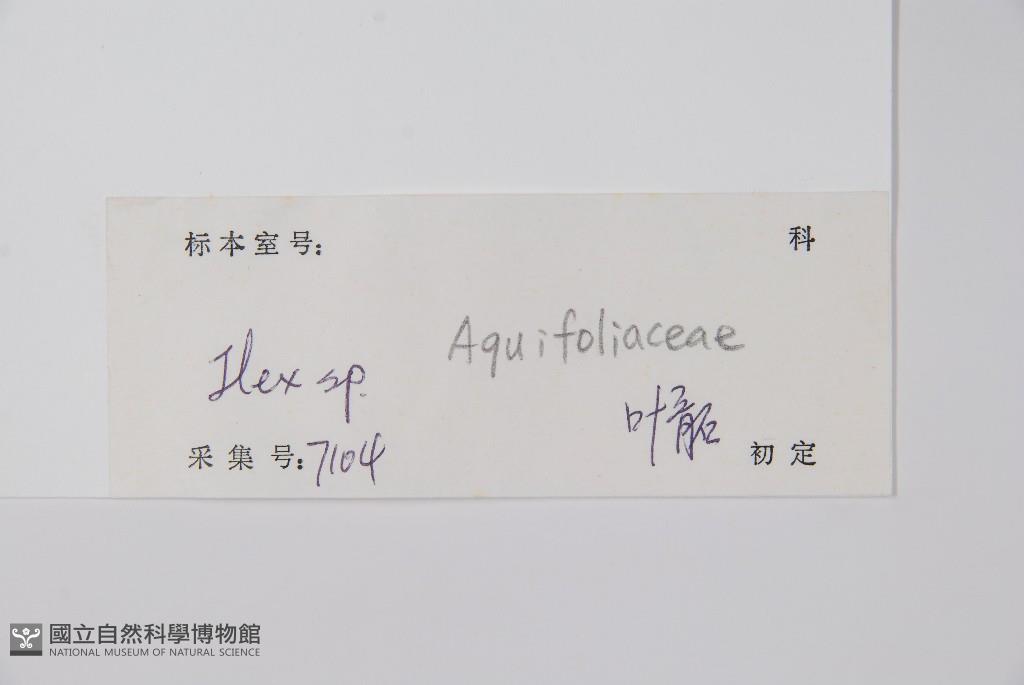 标本室号: 科
Aquifoliaceae
Ilex sp.
采集号: 7104 叶 初定
國立自然科學博物館
NATIONAL MUSEUM OF NATURAL SCIENCE